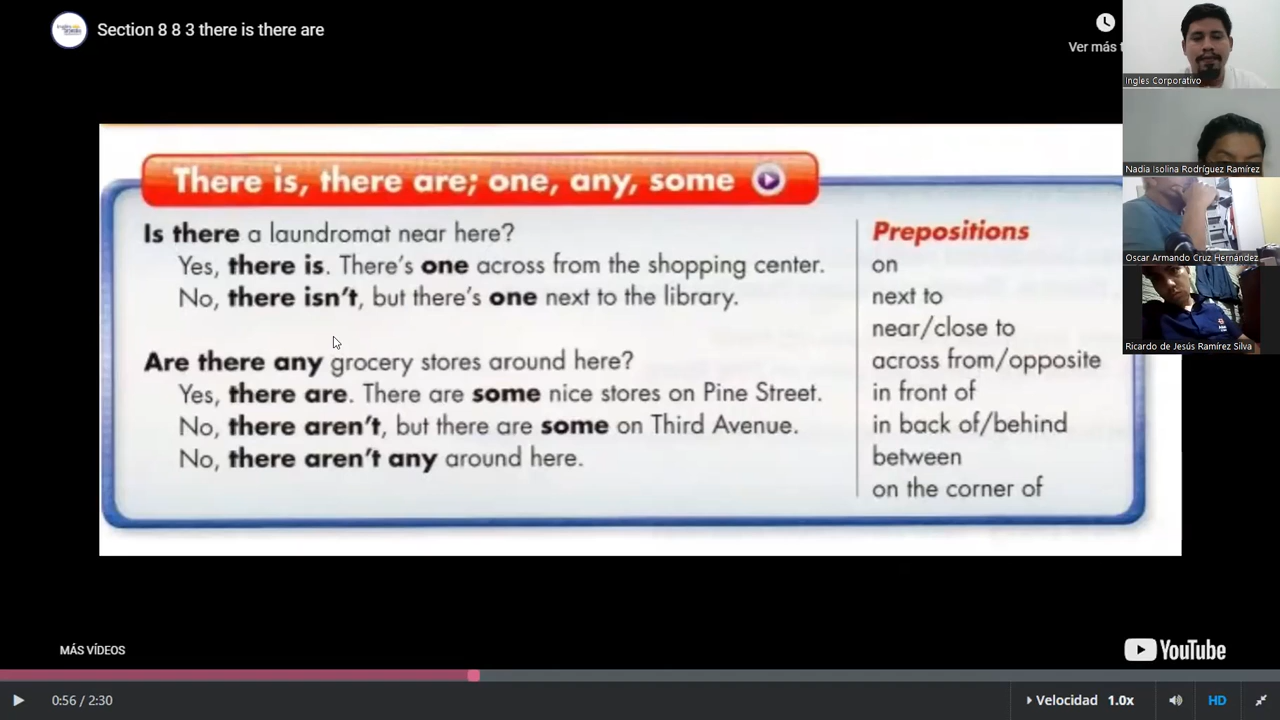 Section 8 8 3 there is there are
Ver más
Ingles Corporativo
Nadia Isolina Rodríguez Ramírez
Oscar Armando Cruz Hernández
Ricardo de Jesús Ramírez Silva
There is, there are; one, any, some
Is there a laundromat near here?
Yes, there is. There's one across from the shopping center.
No, there isn't, but there's one next to the library.
Are there any grocery stores around here?
Yes, there are. There are some nice stores on Pine Street.
No, there aren't, but there are some on Third Avenue.
No, there aren't any around here.
Prepositions
on
next to
near/close to
across from/opposite
in front of
in back of/behind
between
on the corner of
MÁS VÍDEOS
YouTube
0:56 / 2:30
Velocidad 1.0x
HD